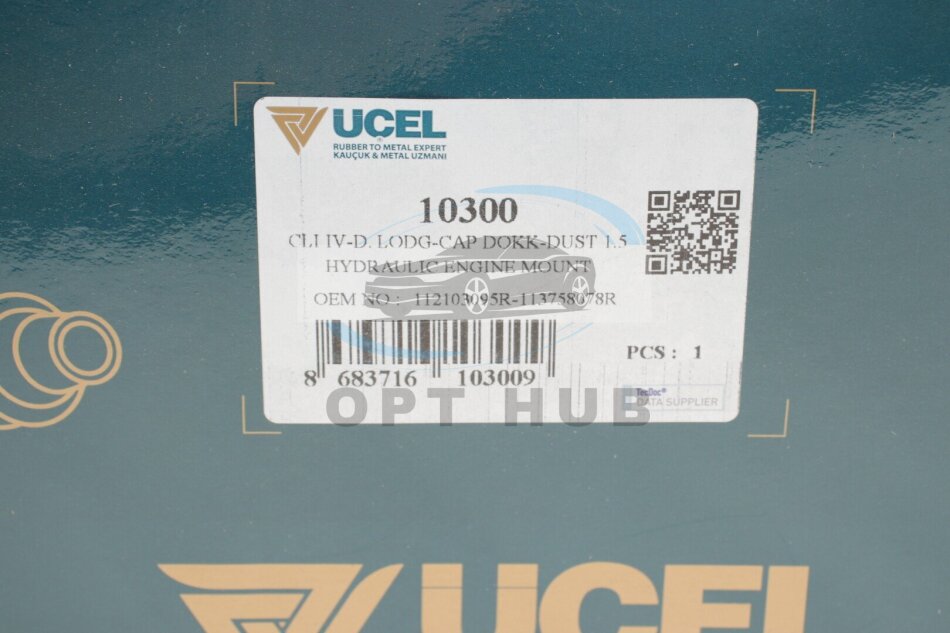 UCEL
RUBBER TO METAL EXPERT
KAUÇUK & METAL UZMANI
10300
CLI IV-D. LODG-CAP DOKK-DUST 1.5
HYDRAULIC ENGINE MOUNT
OEM NO : 112103095R-113758078R
PCS : 1
8 683716 103009
TecDoc®
DATA SUPPLIER
OPT HUB
UCEL